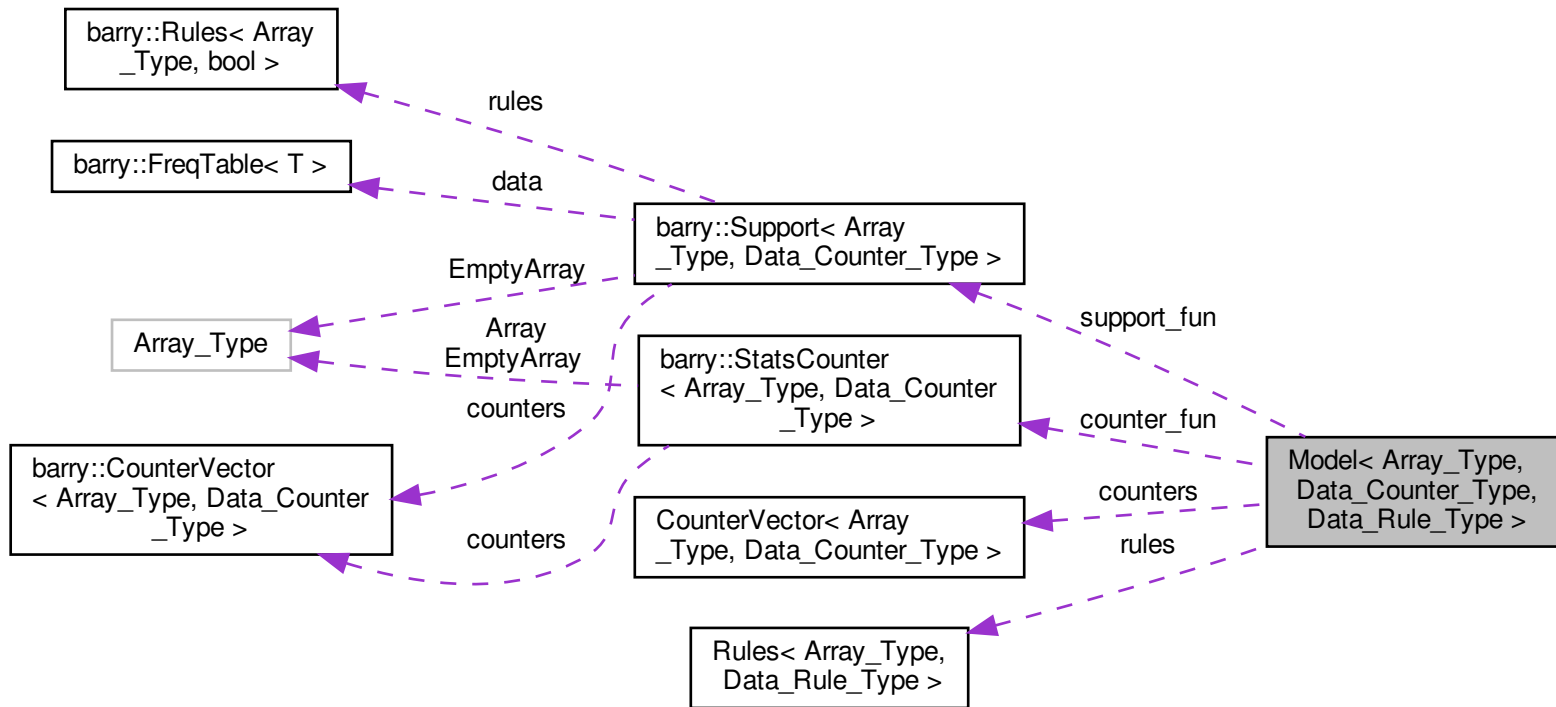 barry::Rules< Array
_Type, bool >
rules
barry::FreqTable< T >
data
barry::Support< Array
_Type, Data_Counter_Type >
EmptyArray
Array_Type
Array
EmptyArray
support_fun
barry::StatsCounter
< Array_Type, Data_Counter
_Type >
counters
counter_fun
barry::CounterVector
< Array_Type, Data_Counter
_Type >
Model< Array_Type,
Data_Counter_Type,
Data_Rule_Type >
counters
CounterVector< Array
_Type, Data_Counter_Type >
counters
rules
Rules< Array_Type,
Data_Rule_Type >